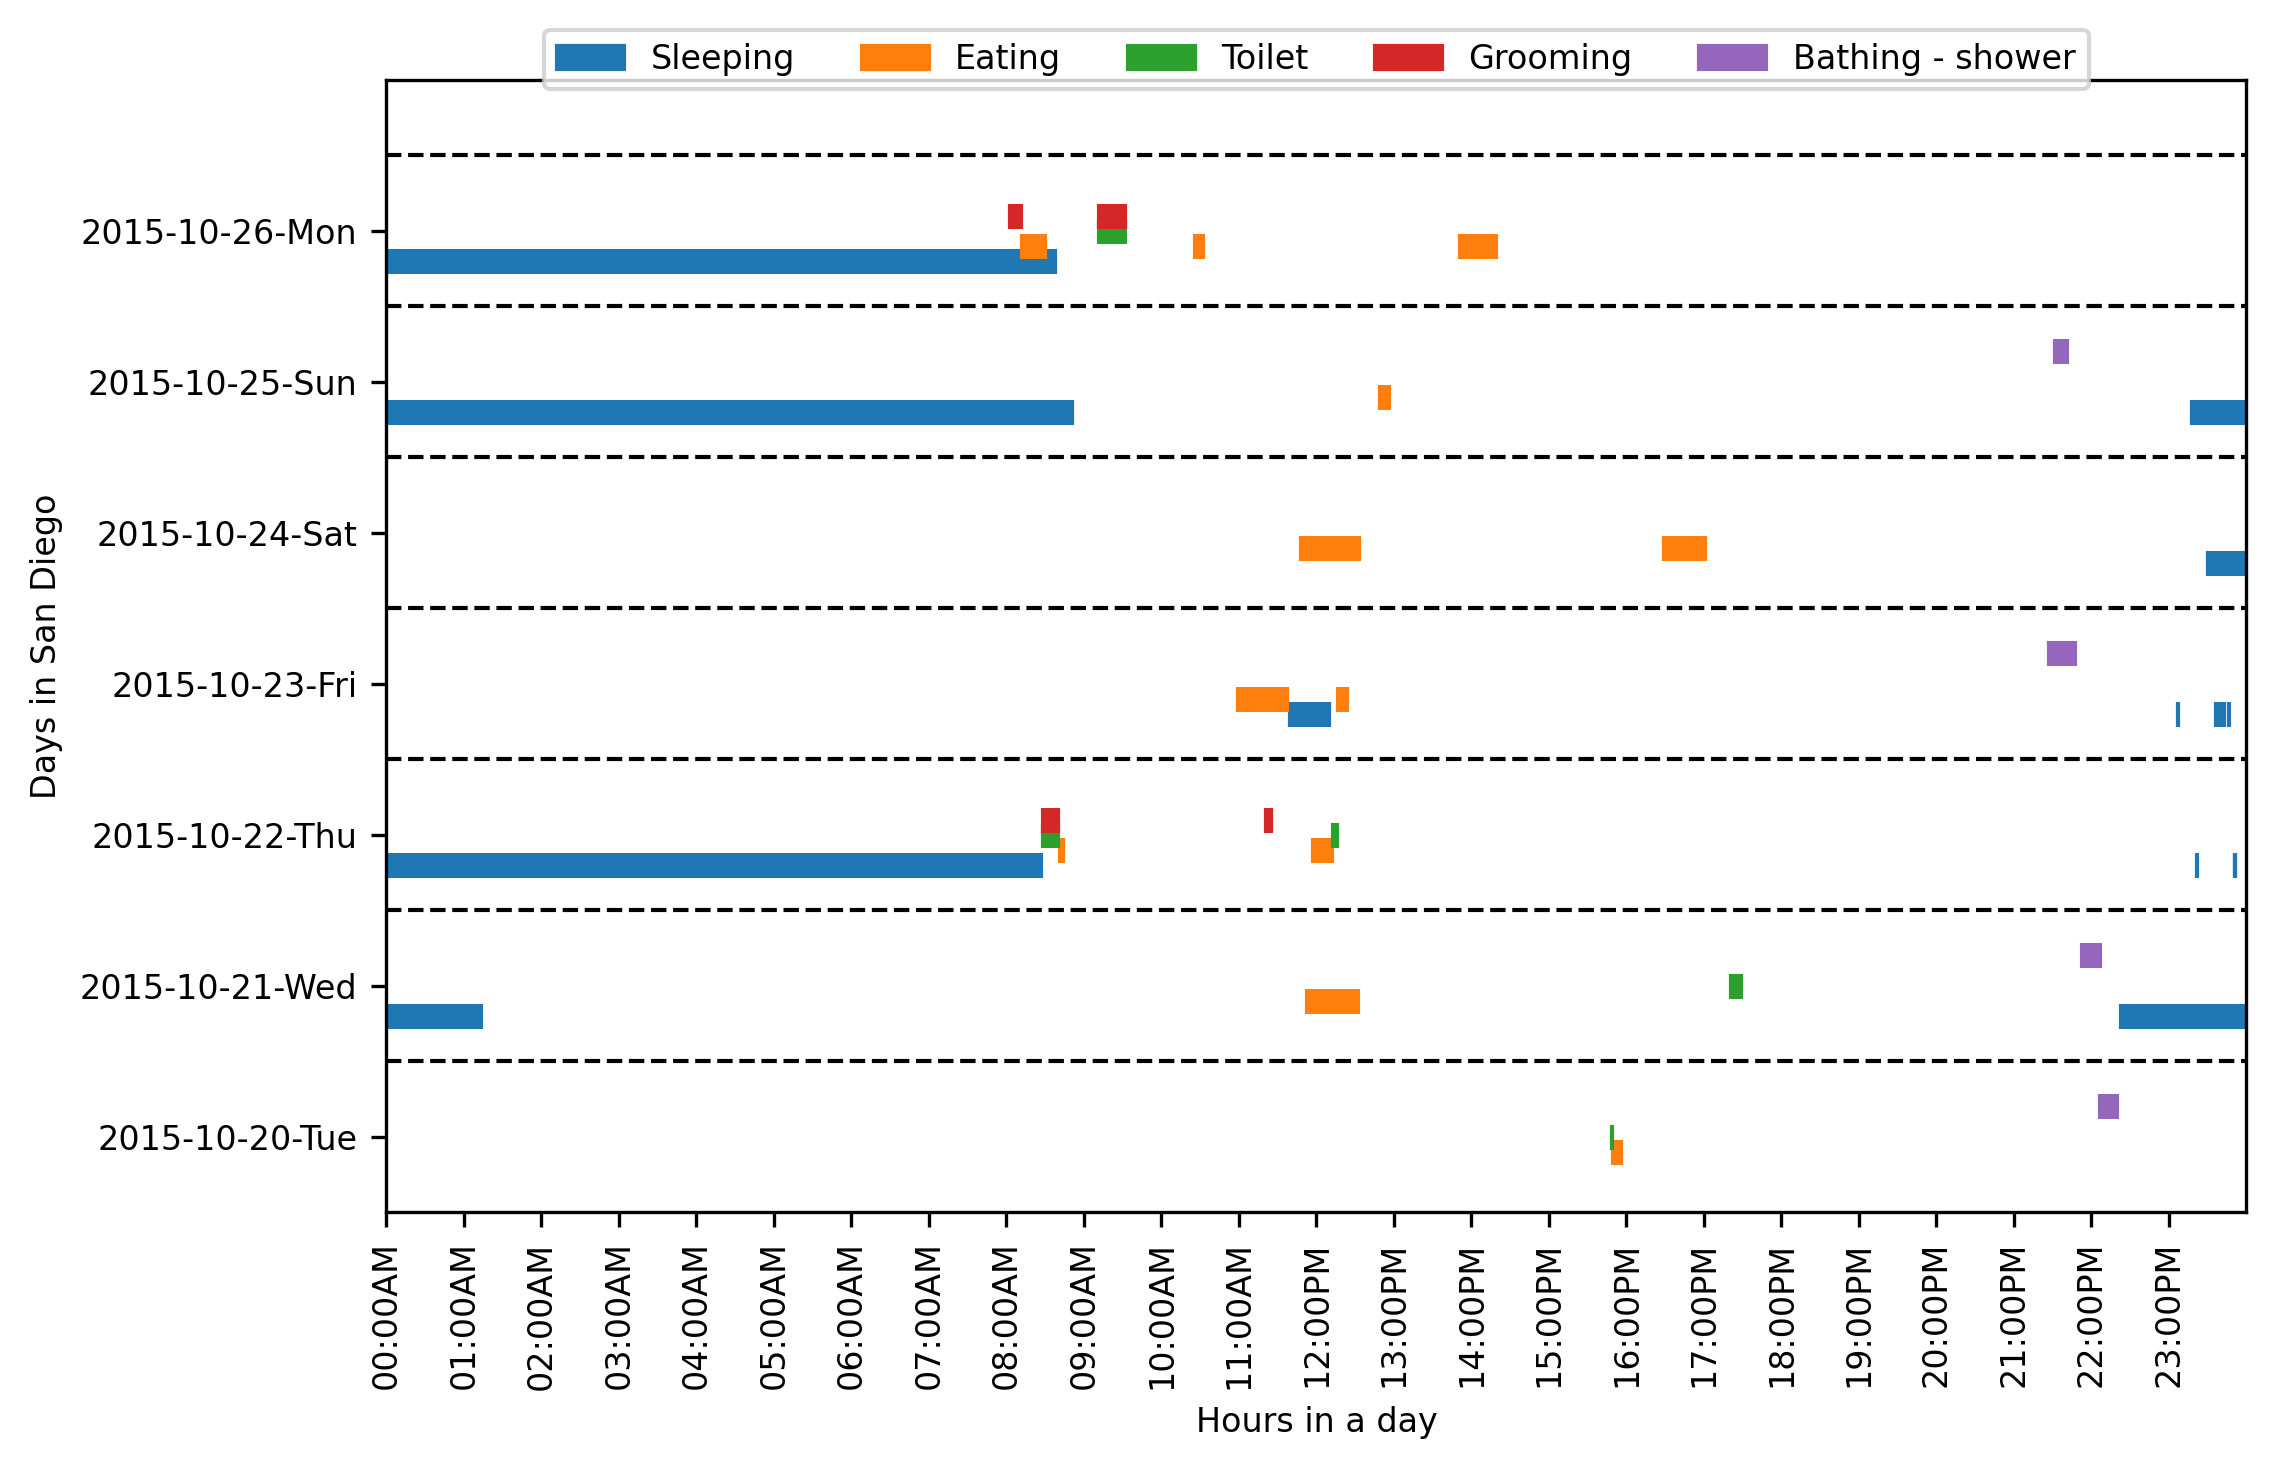 Sleeping Eating Toilet Grooming Bathing - shower
2015-10-26-Mon
2015-10-25-Sun
2015-10-24-Sat
2015-10-23-Fri
2015-10-22-Thu
2015-10-21-Wed
2015-10-20-Tue
Days in San Diego
00:00AM
01:00AM
02:00AM
03:00AM
04:00AM
05:00AM
06:00AM
07:00AM
08:00AM
09:00AM
10:00AM
11:00AM
12:00PM
13:00PM
14:00PM
15:00PM
16:00PM
17:00PM
18:00PM
19:00PM
20:00PM
21:00PM
22:00PM
23:00PM
Hours in a day